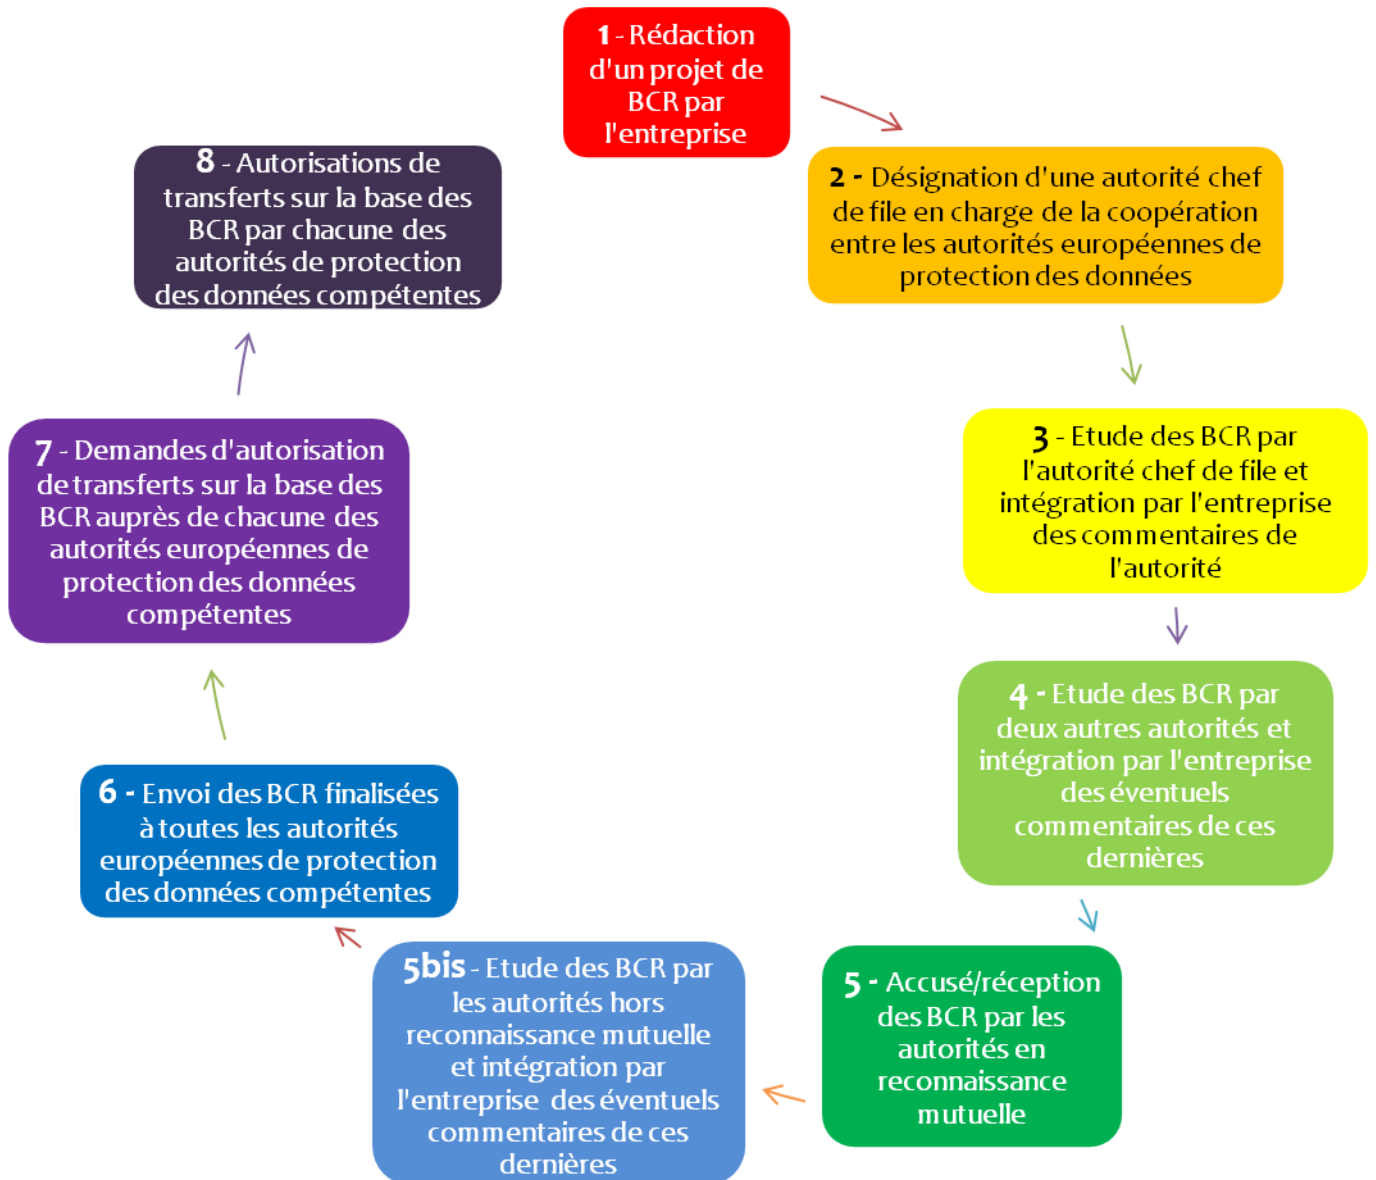 1 - Rédaction
d'un projet de
BCR par
l'entreprise
2 - Désignation d'une autorité chef
de file en charge de la coopération
entre les autorités européennes de
protection des données
3 - Etude des BCR par
l'autorité chef de file et
intégration par l'entreprise
des commentaires de
l'autorité
4 - Etude des BCR par
deux autres autorités et
intégration par l'entreprise
des éventuels
commentaires de ces
dernières
5 - Accusé/réception
des BCR par les
autorités en
reconnaissance
mutuelle
5bis - Etude des BCR par
les autorités hors
reconnaissance mutuelle
et intégration par
l'entreprise des éventuels
commentaires de ces
dernières
6 - Envoi des BCR finalisées
à toutes les autorités
européennes de protection
des données compétentes
7 - Demandes d'autorisation
de transferts sur la base des
BCR auprès de chacune des
autorités européennes de
protection des données
compétentes
8 - Autorisations de
transferts sur la base des
BCR par chacune des
autorités de protection
des données compétentes